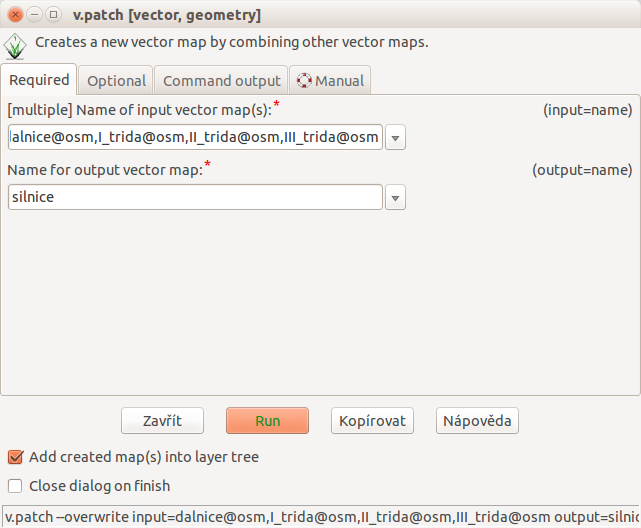 v.patch [vector, geometry]
Creates a new vector map by combining other vector maps.
Required Optional Command output Manual
[multiple] Name of input vector map(s):* (input=name)
alnice@osm,I_trida@osm,II_trida@osm,III_trida@osm
Name for output vector map:* (output=name)
silnice
Zavřít Run Kopírovat Nápověda
Add created map(s) into layer tree
Close dialog on finish
v.patch --overwrite input=dalnice@osm,I_trida@osm,II_trida@osm,III_trida@osm output=silnic